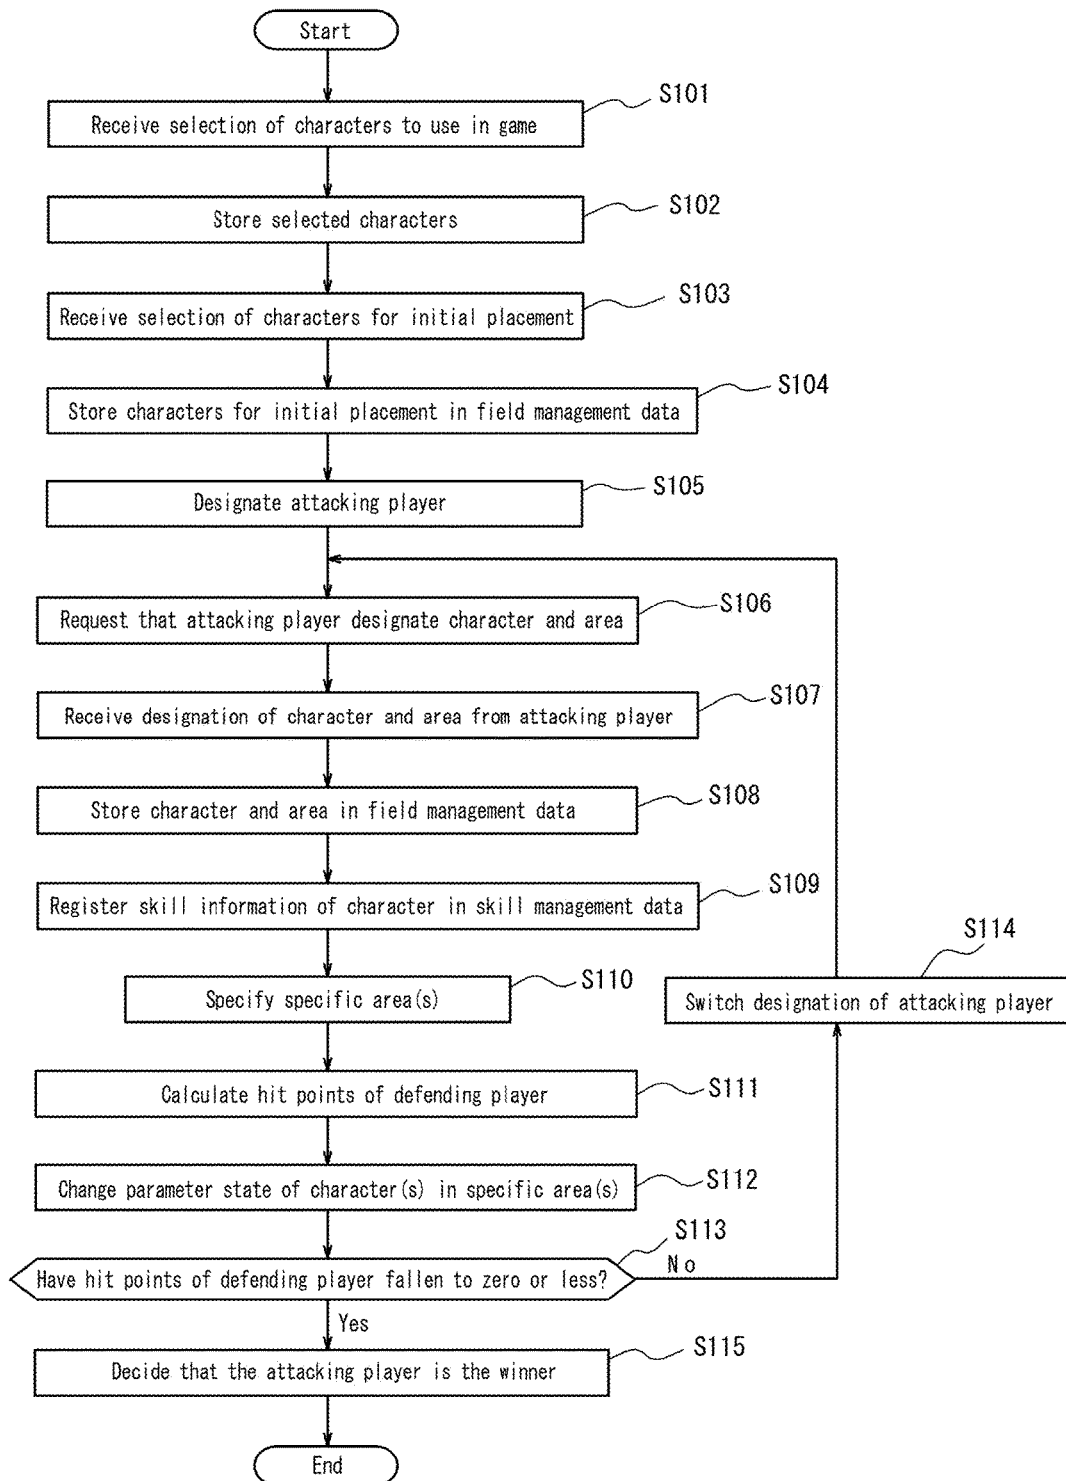 Start
S101
Receive selection of characters to use in game
S102
Store selected characters
S103
Receive selection of characters for initial placement
S104
Store characters for initial placement in field management data
S105
Designate attacking player
S106
Request that attacking player designate character and area
S107
Receive designation of character and area from attacking player
S108
Store character and area in field management data
S109
Register skill information of character in skill management data
S110
Specify specific area(s)
S114
Switch designation of attacking player
S111
Calculate hit points of defending player
S112
Change parameter state of character(s) in specific area(s)
S113
Have hit points of defending player fallen to zero or less?
No
Yes
S115
Decide that the attacking player is the winner
End